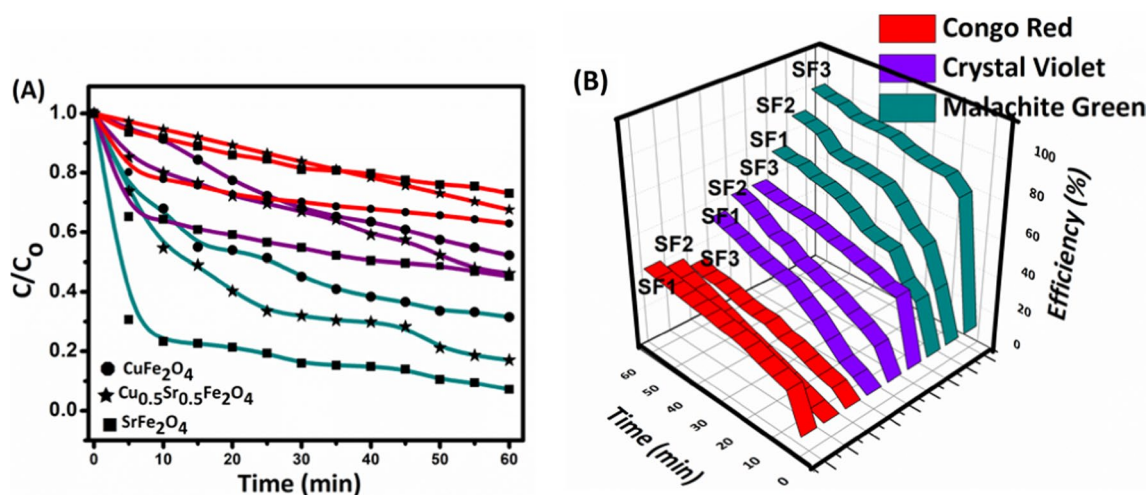 (A)
C/C0
1.0
0.8
0.6
0.4
0.2
0.0
CuFe2O4
Cu0.5Sr0.5Fe2O4
SrFe2O4
0 10 20 30 40 50 60
Time (min)
(B)
Congo Red
Crystal Violet
Malachite Green
SF3
SF2
SF1
SF3
SF2
SF1
SF2
SF3
SF1
100
80
60
40
20
0
Efficiency (%)
60
50
40
30
20
10
0
Time (min)